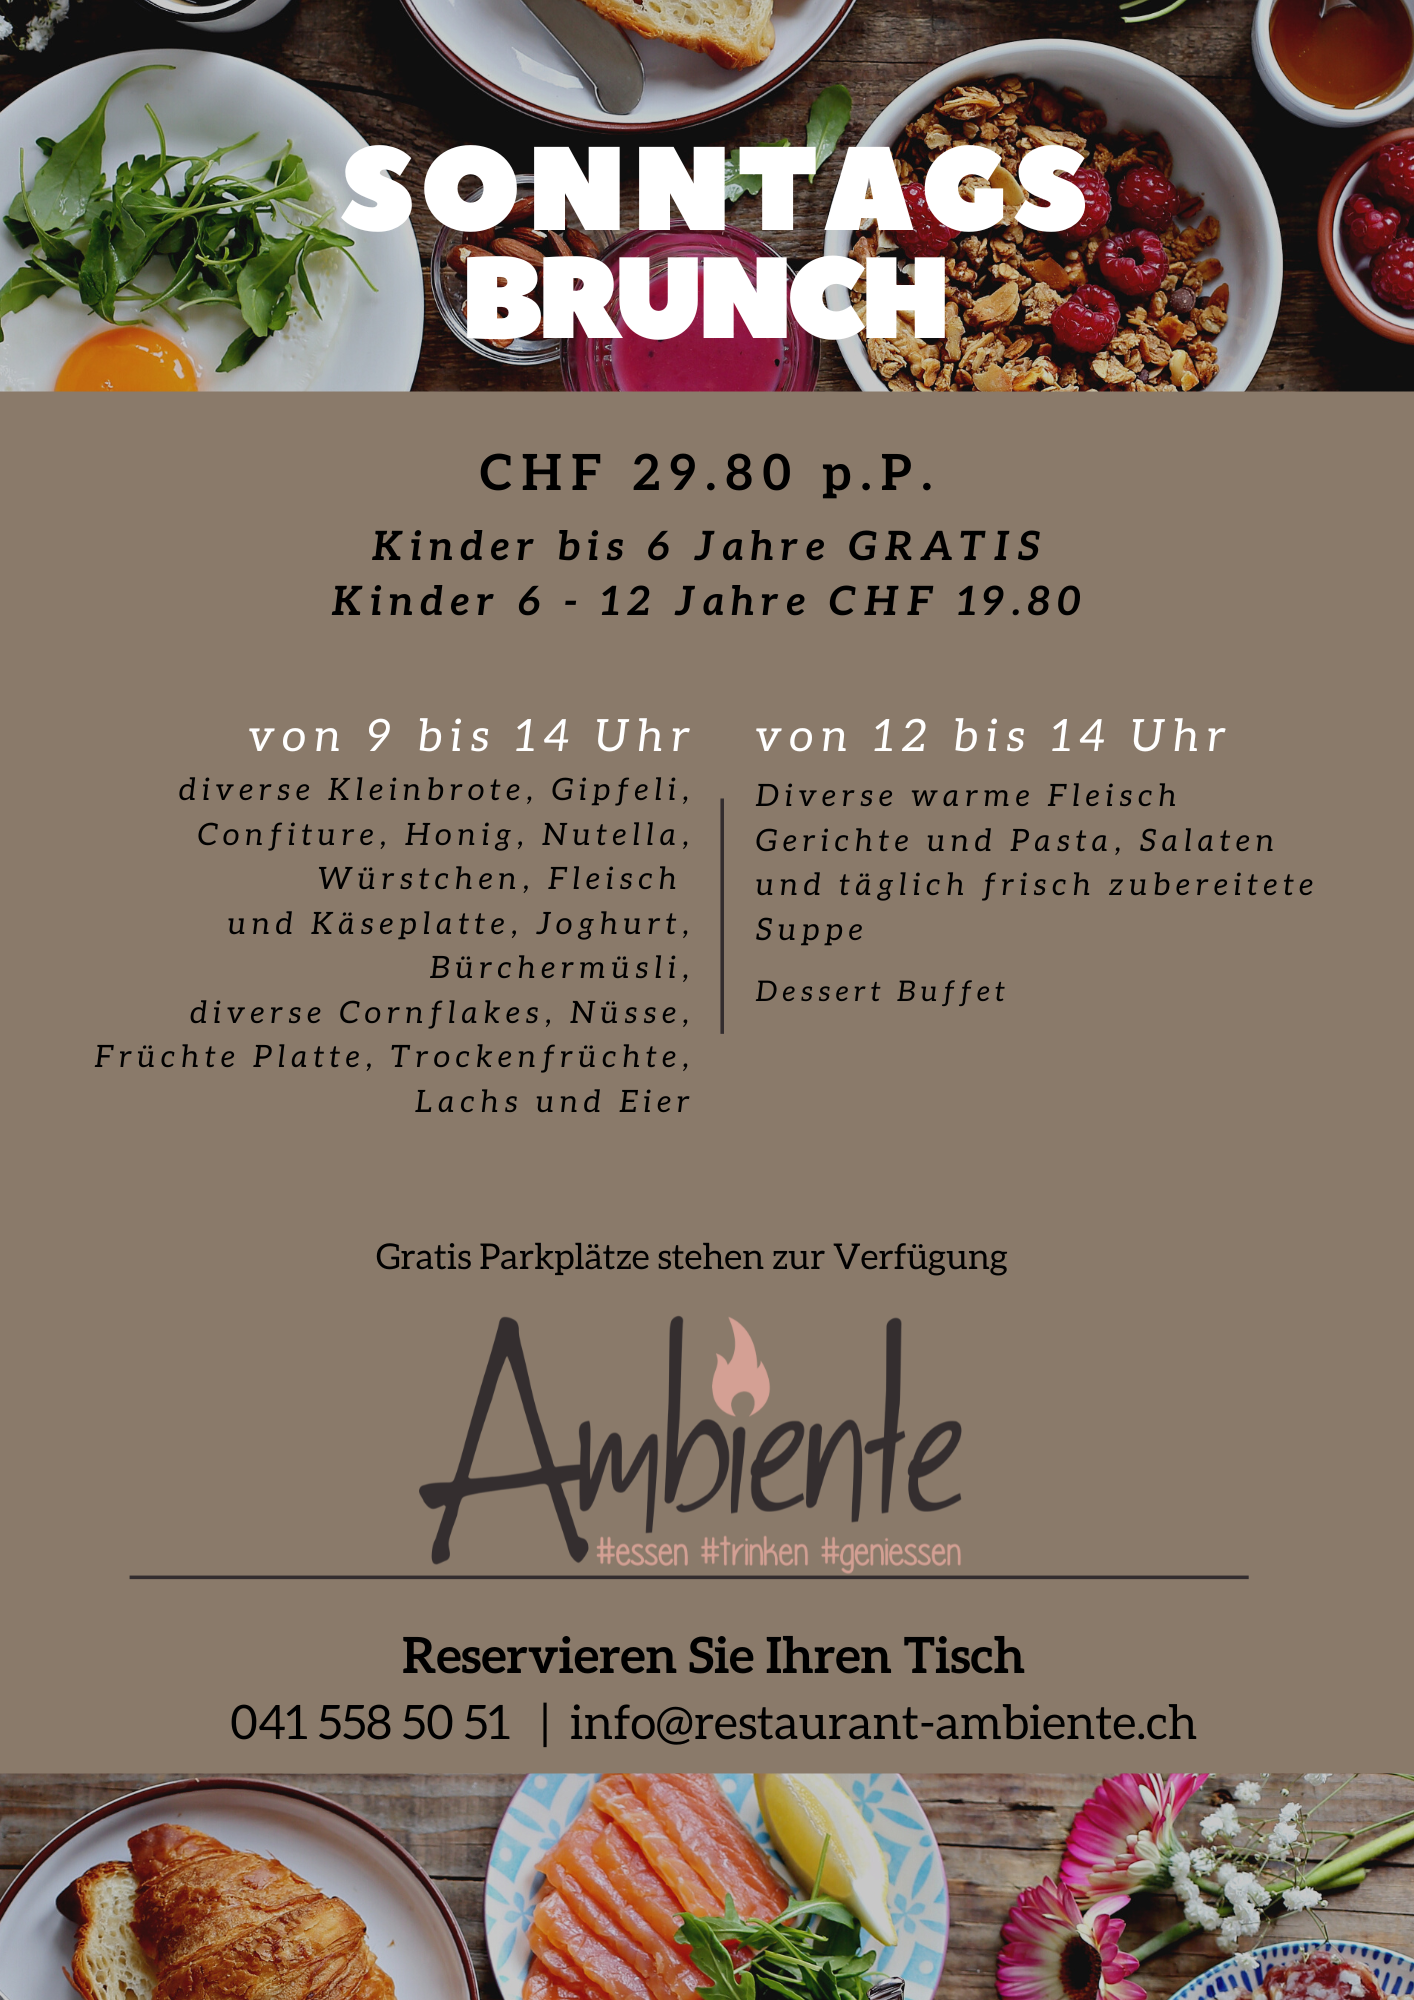 SONNTAGS
BRUNCH
CHF 29.80 p.P.
Kinder bis 6 Jahre GRATIS
Kinder 6 - 12 Jahre CHF 19.80
von 9 bis 14 Uhr
diverse Kleinbrote, Gipfeli,
Confiture, Honig, Nutella,
Würstchen, Fleisch
und Käseplatte, Joghurt,
Bürchermüsli,
diverse Cornflakes, Nüsse,
Früchte Platte, Trockenfrüchte,
Lachs und Eier
von 12 bis 14 Uhr
Diverse warme Fleisch
Gerichte und Pasta, Salaten
und täglich frisch zubereitete
Suppe
Dessert Buffet
Gratis Parkplätze stehen zur Verfügung
Ambiente
#essen #trinken #geniessen
Reservieren Sie Ihren Tisch
041 558 50 51 | info@restaurant-ambiente.ch